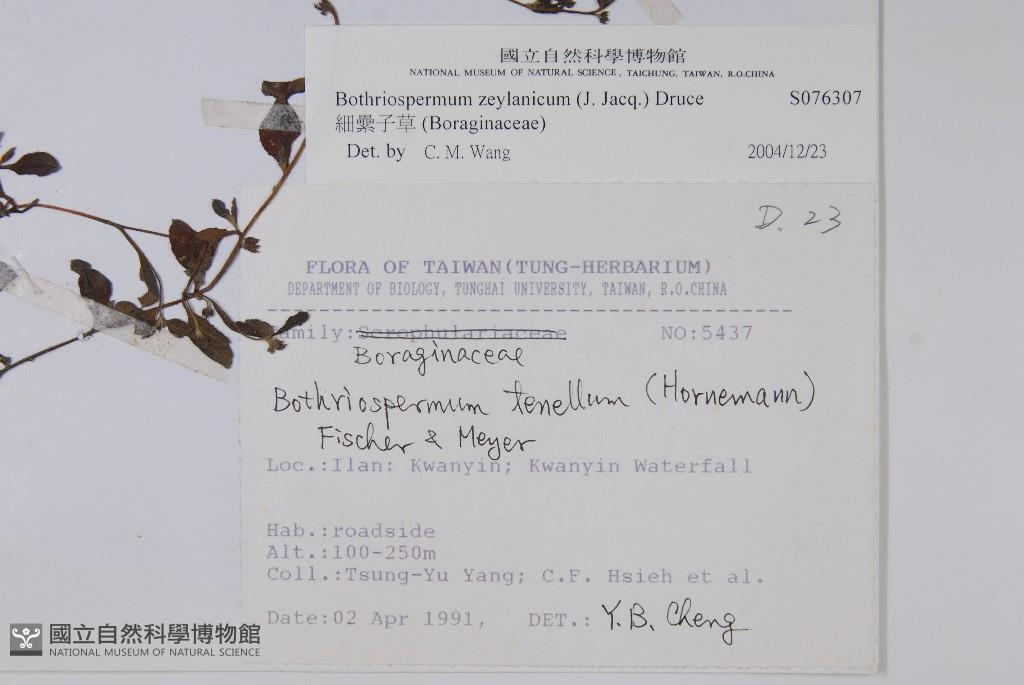 國立自然科學博物館
NATIONAL MUSEUM OF NATURAL SCIENCE, TAICHUNG, TAIWAN, R.O.CHINA
Bothriospermum zeylanicum (J. Jacq.) Druce S076307
細纍子草 (Boraginaceae)
Det. by C. M. Wang 2004/12/23
D. 23
FLORA OF TAIWAN(TUNG-HERBARIUM)
DEPARTMENT OF BIOLOGY, TUNGHAI UNIVERSITY, TAIWAN, R.O.CHINA
Family:Scrophulariaceae NO:5437
Boraginaceae
Bothriospermum tenellum (Hornemann)
Fischer & Meyer
Loc.:Ilan: Kwanyin; Kwanyin Waterfall
Hab.:roadside
Alt.:100-250m
Coll.:Tsung-Yu Yang; C.F. Hsieh et al.
Date:02 Apr 1991, DET.: Y.B. Cheng
國立自然科學博物館
NATIONAL MUSEUM OF NATURAL SCIENCE